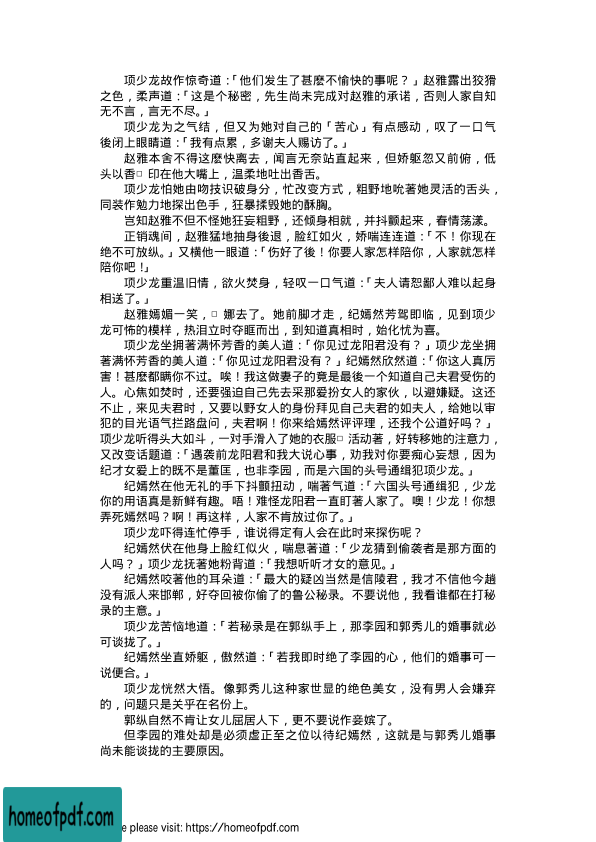 项少龙故作惊奇道：「他们发生了甚麽不愉快的事呢？」赵雅露出狡猾
之色，柔声道：「这是个秘密，先生尚未完成对赵雅的承诺，否则人家自知
无不言，言无不尽。」
项少龙为之气结，但又为她对自己的「苦心」有点感动，叹了一口气
後闭上眼睛道：「我有点累，多谢夫人赐访了。」
赵雅本舍不得这麽快离去，闻言无奈站直起来，但娇躯忽又前俯，低
头以香□印在他大嘴上，温柔地吐出香舌。
项少龙怕她由吻技识破身分，忙改变方式，粗野地吮著她灵活的舌头，
同装作勉力地探出色手，狂暴揉毁她的酥胸。
岂知赵雅不但不怪她狂妄粗野，还倾身相就，并抖颤起来，春情荡漾。
正销魂间，赵雅猛地抽身後退，脸红如火，娇喘连连道：「不！你现在
绝不可放纵。」又横他一眼道：「伤好了後！你要人家怎样陪你，人家就怎样
陪你吧！」
项少龙重温旧情，欲火焚身，轻叹一口气道：「夫人请恕鄙人难以起身
相送了。」
赵雅嫣媚一笑，□娜去了。她前脚才走，纪嫣然芳驾即临，见到项少
龙可怖的模样，热泪立时夺眶而出，到知道真相时，始化忧为喜。
项少龙坐拥著满怀芳香的美人道：「你见过龙阳君没有？」项少龙坐拥
著满怀芳香的美人道：「你见过龙阳君没有？」纪嫣然欣然道：「你这人真厉
害！甚麽都瞒你不过。唉！我这做妻子的竟是最後一个知道自己夫君受伤的
人。心焦如焚时，还要强迫自己先去采那爱扮女人的家伙，以避嫌疑。这还
不止，来见夫君时，又要以野女人的身份拜见自己夫君的如夫人，给她以审
犯的目光语气拦路盘问，夫君啊！你来给嫣然评评理，还我个公道好吗？」
项少龙听得头大如斗，一对手滑入了她的衣服□活动著，好转移她的注意力，
又改变话题道：「遇袭前龙阳君和我大说心事，劝我对你要痴心妄想，因为
纪才女爱上的既不是董匡，也非李园，而是六国的头号通缉犯项少龙。」
纪嫣然在他无礼的手下抖颤扭动，喘著气道：「六国头号通缉犯，少龙
你的用语真是新鲜有趣。唔！难怪龙阳君一直盯著人家了。噢！少龙！你想
弄死嫣然吗？啊！再这样，人家不肯放过你了。」
项少龙吓得连忙停手，谁说得定有人会在此时来探伤呢？
纪嫣然伏在他身上脸红似火，喘息著道：「少龙猜到偷袭者是那方面的
人吗？」项少龙抚著她粉背道：「我想听听才女的意见。」
纪嫣然咬著他的耳朵道：「最大的疑凶当然是信陵君，我才不信他今趟
没有派人来邯郸，好夺回被你偷了的鲁公秘录。不要说他，我看谁都在打秘
录的主意。」
项少龙苦恼地道：「若秘录是在郭纵手上，那李园和郭秀儿的婚事就必
可谈拢了。」
纪嫣然坐直娇躯，傲然道：「若我即时绝了李园的心，他们的婚事可一
说便合。」
项少龙恍然大悟。像郭秀儿这种家世显的绝色美女，没有男人会嫌弃
的，问题只是关乎在名份上。
郭纵自然不肯让女儿屈居人下，更不要说作妾嫔了。
但李园的难处却是必须虚正至之位以待纪嫣然，这就是与郭秀儿婚事
尚未能谈拢的主要原因。
homeofpdf.com
e please visit: https://homeofpdf.com